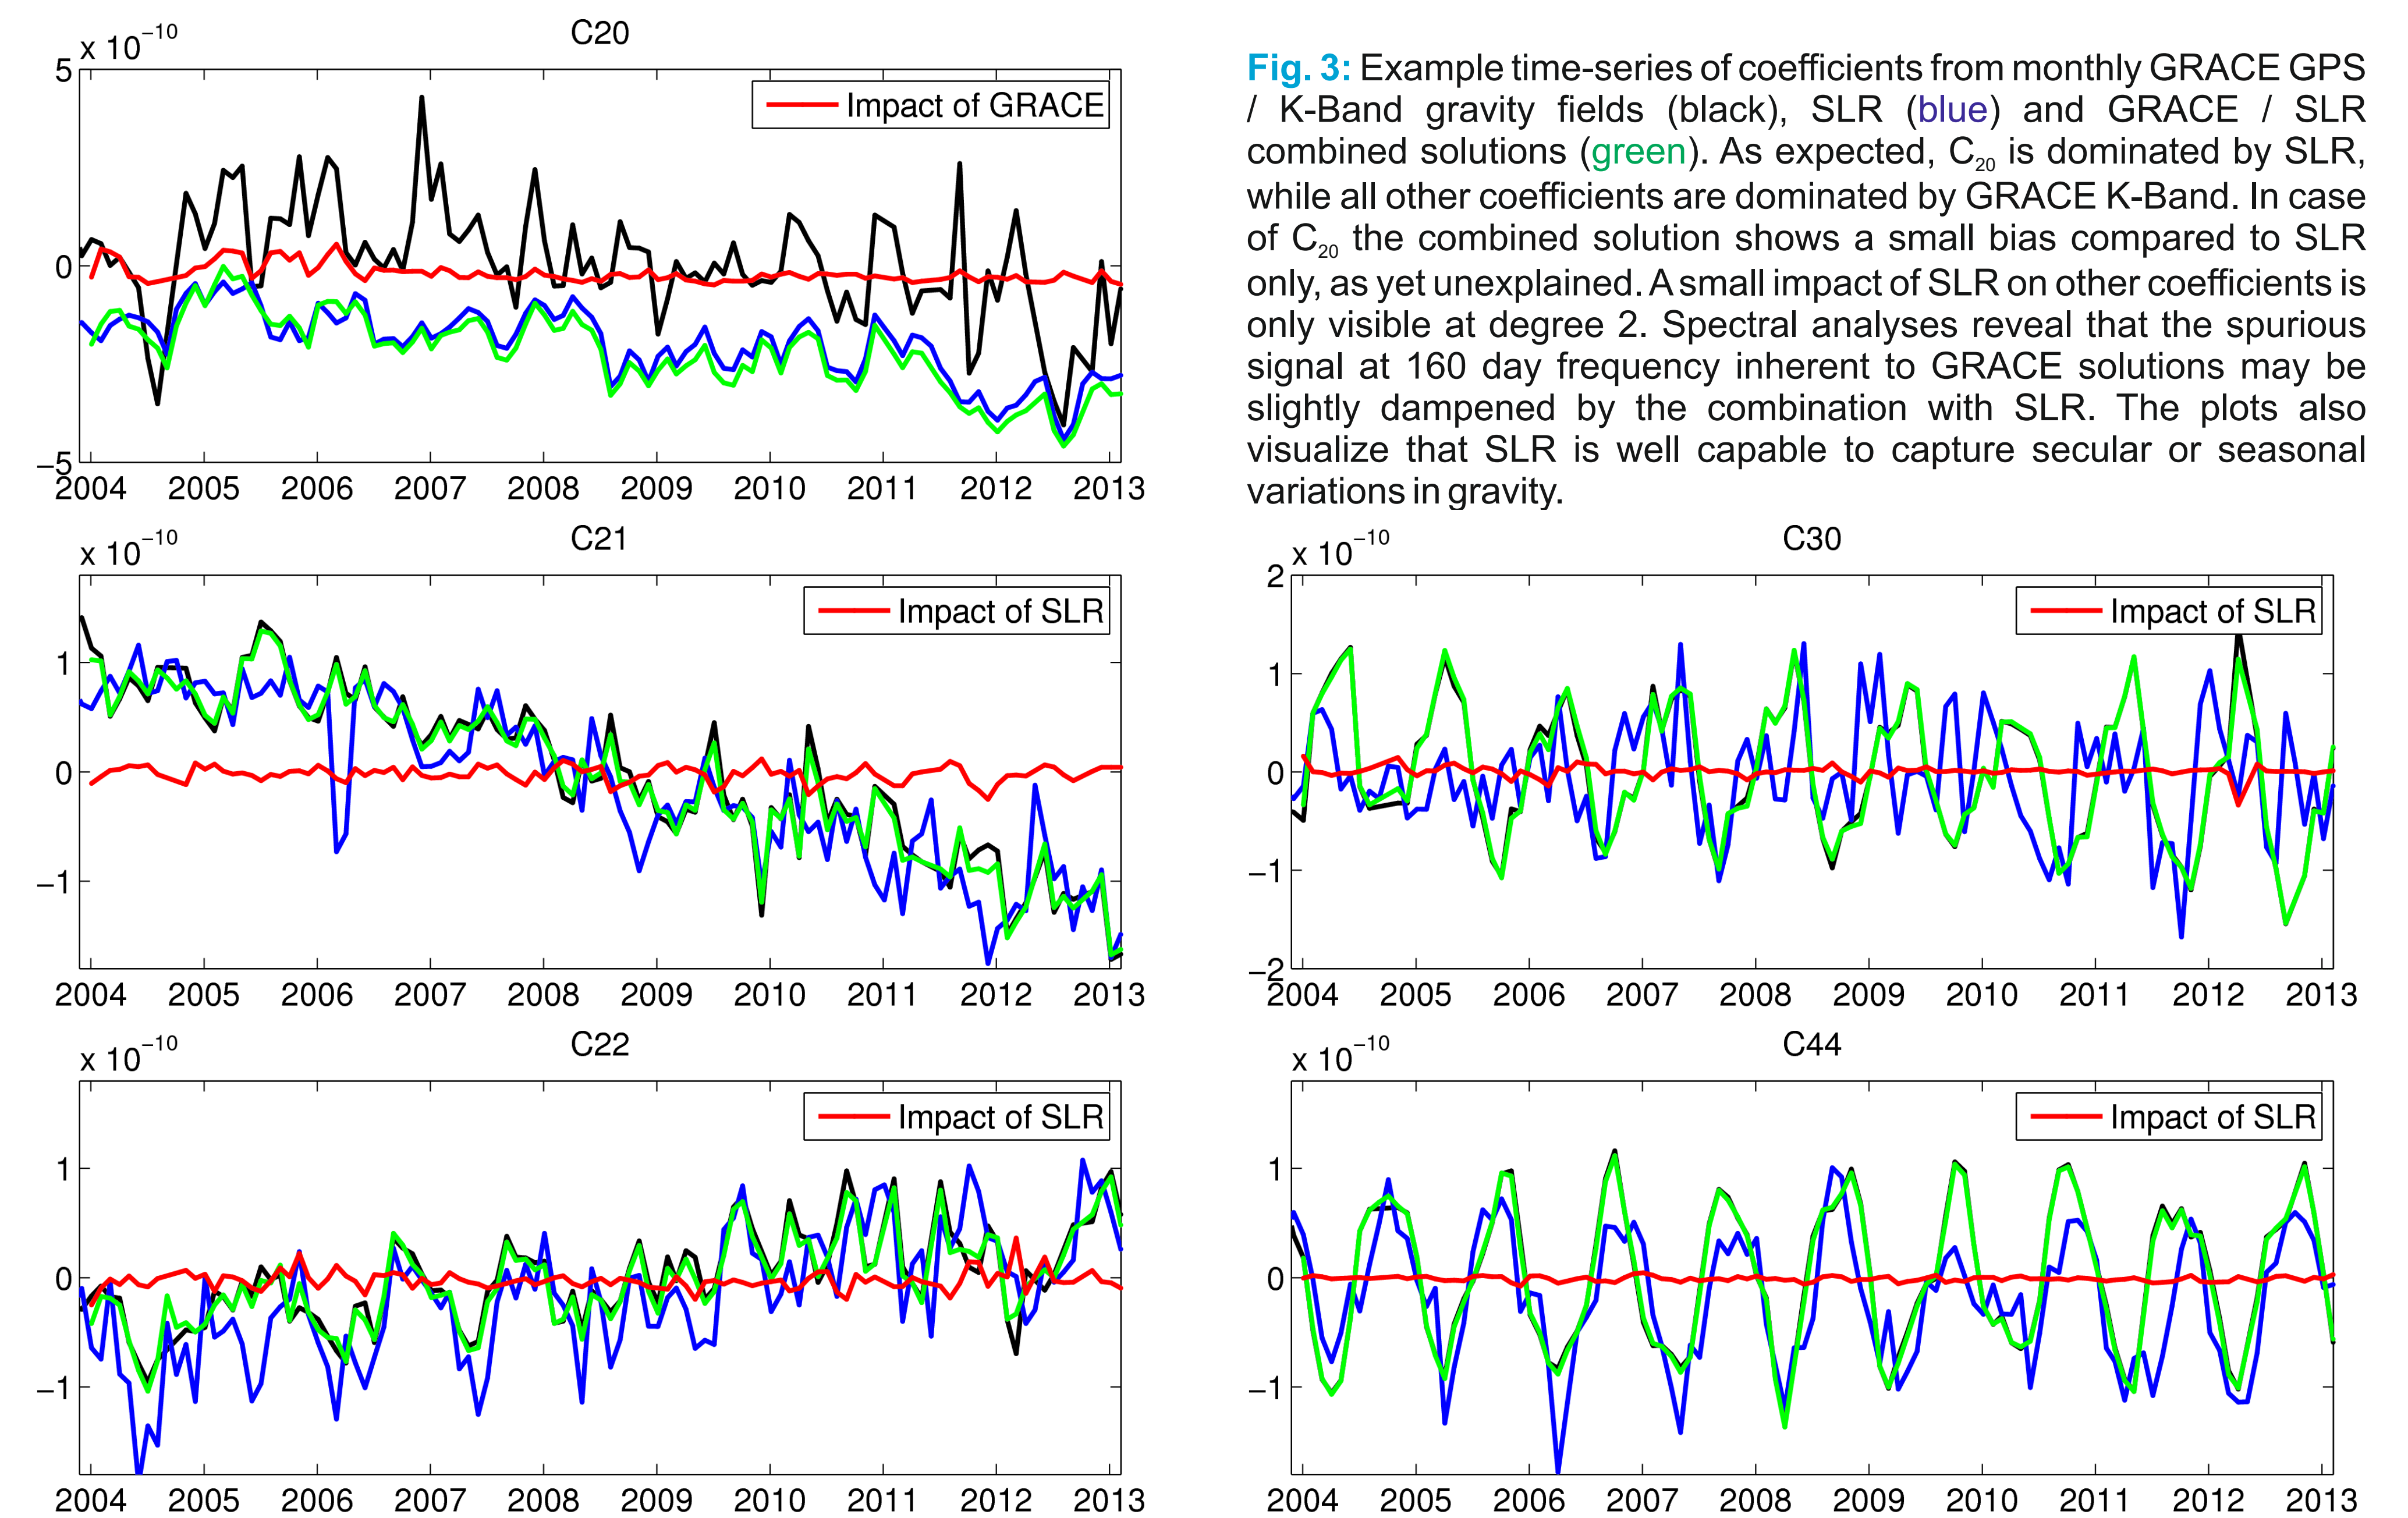 C20
x 10−10
5
0
−5
Impact of GRACE
2004 2005 2006 2007 2008 2009 2010 2011 2012 2013
Fig. 3: Example time-series of coefficients from monthly GRACE GPS
/ K-Band gravity fields (black), SLR (blue) and GRACE / SLR
combined solutions (green). As expected, C20 is dominated by SLR,
while all other coefficients are dominated by GRACE K-Band. In case
of C20 the combined solution shows a small bias compared to SLR
only, as yet unexplained. A small impact of SLR on other coefficients is
only visible at degree 2. Spectral analyses reveal that the spurious
signal at 160 day frequency inherent to GRACE solutions may be
slightly dampened by the combination with SLR. The plots also
visualize that SLR is well capable to capture secular or seasonal
variations in gravity.
C21
x 10−10
1
0
−1
Impact of SLR
2004 2005 2006 2007 2008 2009 2010 2011 2012 2013
C30
x 10−10
2
1
0
−1
−2
Impact of SLR
2004 2005 2006 2007 2008 2009 2010 2011 2012 2013
C22
x 10−10
1
0
−1
Impact of SLR
2004 2005 2006 2007 2008 2009 2010 2011 2012 2013
C44
x 10−10
1
0
−1
Impact of SLR
2004 2005 2006 2007 2008 2009 2010 2011 2012 2013